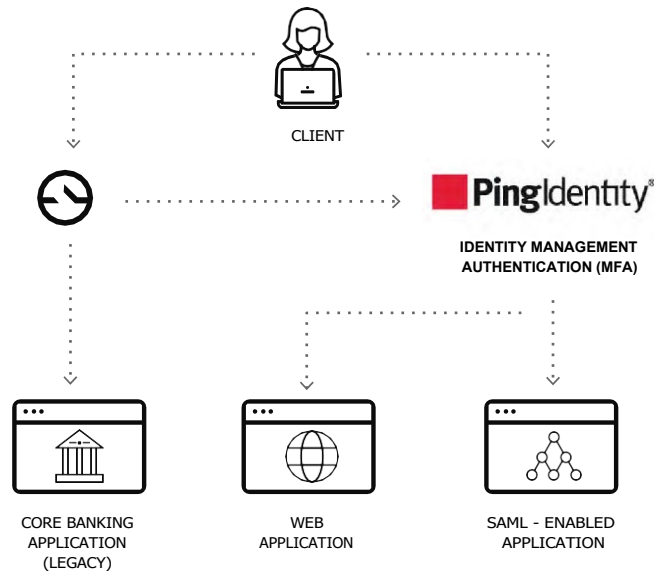 CLIENT
PingIdentity®
IDENTITY MANAGEMENT
AUTHENTICATION (MFA)
CORE BANKING
APPLICATION
(LEGACY)
WEB
APPLICATION
SAML - ENABLED
APPLICATION